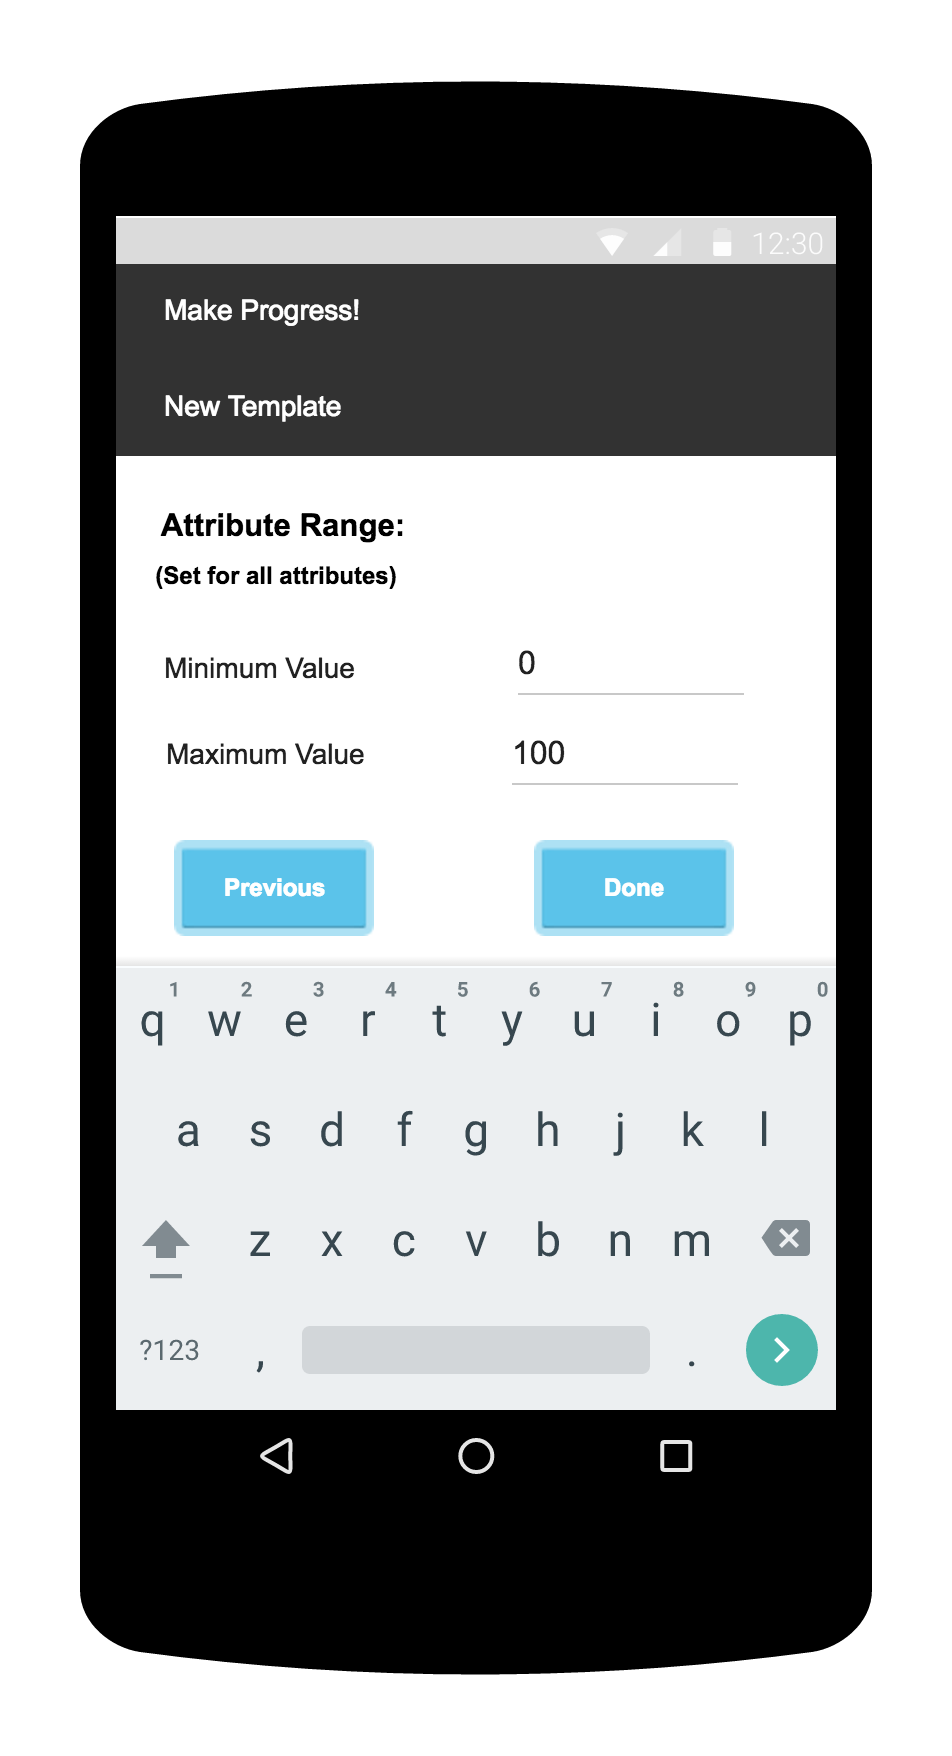 12:30
Make Progress!
New Template
Attribute Range:
(Set for all attributes)
Minimum Value 0
Maximum Value 100
Previous Done
1 2 3 4 5 6 7 8 9 0
q w e r t y u i o p
a s d f g h j k l
z x c v b n m
?123 , .